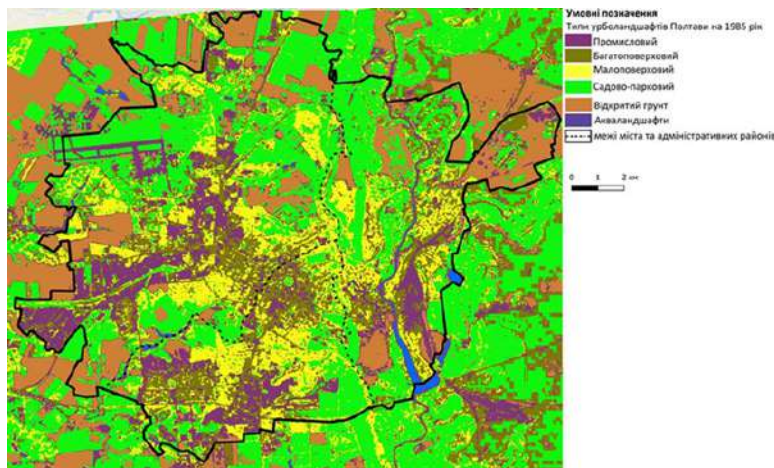 Умовні позначення
Типи урболандшафтів Полтави на 1985 рік
Промисловий
Багатоповерховий
Малоповерховий
Садово-парковий
Відкритий грунт
Акваландшафти
межі міста та адміністративних районів
0 1 2 км